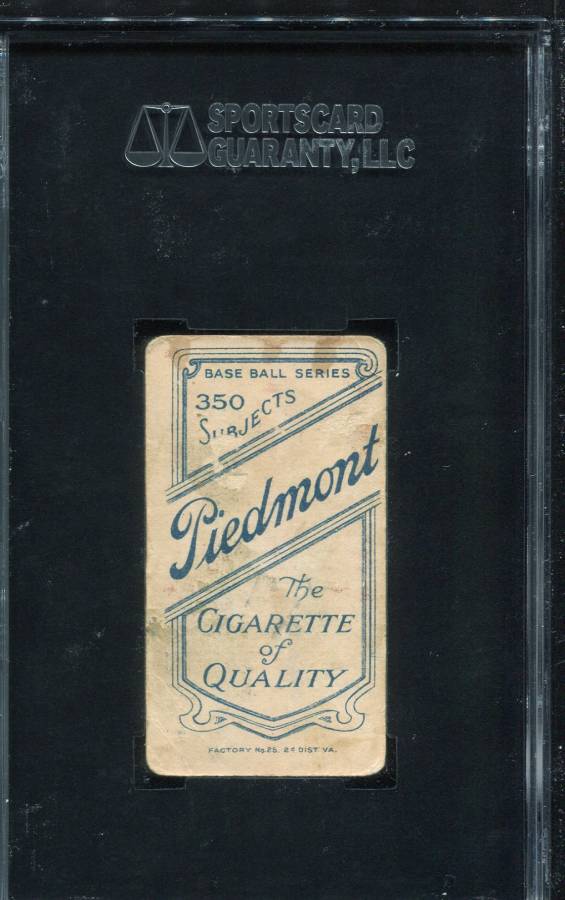 SPORTSCARD
GUARANTY, LLC
BASE BALL SERIES
350
SUBJECTS
Piedmont
The
CIGARETTE
of
QUALITY
FACTORY No. 25. 2D DIST. VA.